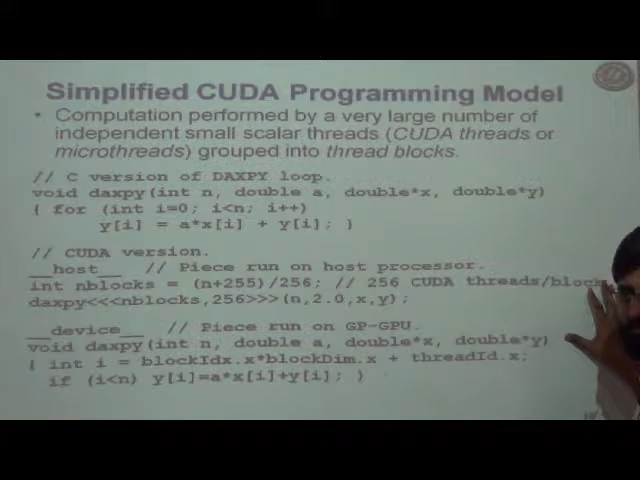 Simplified CUDA Programming Model
• Computation performed by a very large number of
independent small scalar threads (CUDA threads or
microthreads) grouped into thread blocks.
// C version of DAXPY loop.
void daxpy(int n, double a, double*x, double*y)
{ for (int i=0; i<n; i++)
y[i] = a*x[i] + y[i]; }
// CUDA version.
__host__ // Piece run on host processor.
int nblocks = (n+255)/256; // 256 CUDA threads/block
daxpy<<<nblocks,256>>>(n,2.0,x,y);
__device__ // Piece run on GP-GPU.
void daxpy(int n, double a, double*x, double*y)
{ int i = blockIdx.x*blockDim.x + threadId.x;
if (i<n) y[i]=a*x[i]+y[i]; }